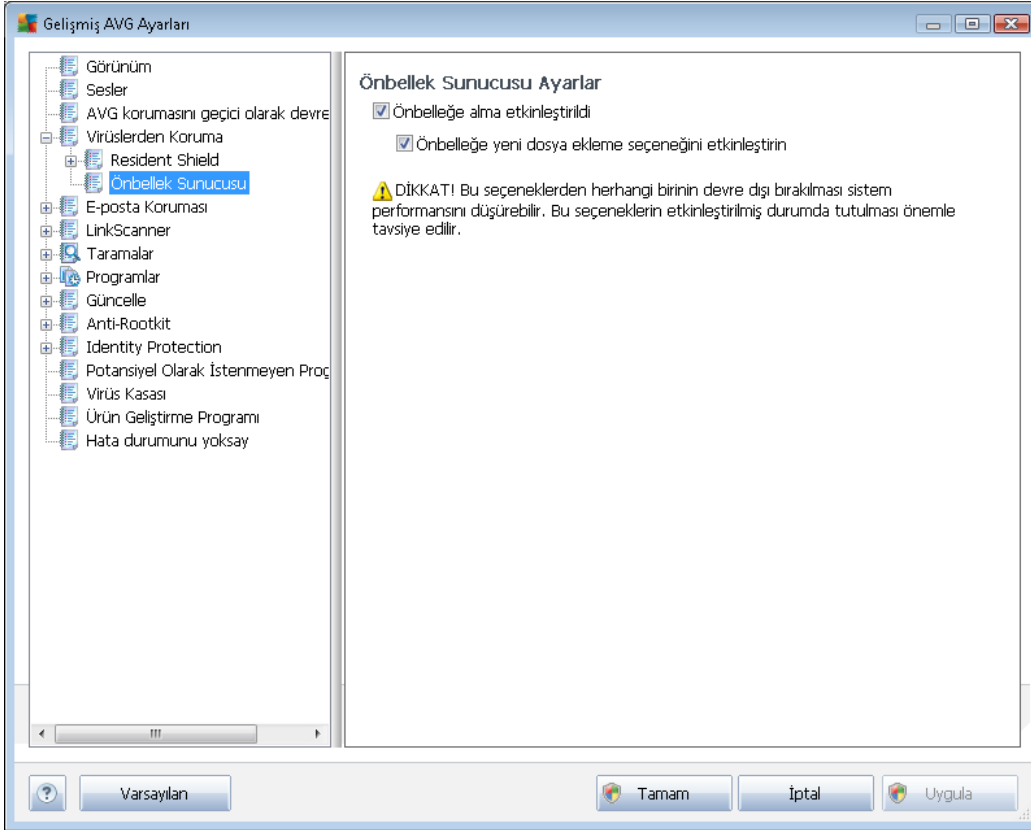 Gelişmiş AVG Ayarları
Görünüm
Sesler
AVG korumasını geçici olarak devre
Virüslerden Koruma
Resident Shield
Önbellek Sunucusu
E-posta Koruması
LinkScanner
Taramalar
Programlar
Güncelle
Anti-Rootkit
Identity Protection
Potansiyel Olarak İstenmeyen Prog
Virüs Kasası
Ürün Geliştirme Programı
Hata durumunu yoksay
Önbellek Sunucusu Ayarlar
Önbelleğe alma etkinleştirildi
Önbelleğe yeni dosya ekleme seçeneğini etkinleştirin
DİKKAT! Bu seçeneklerden herhangi birinin devre dışı bırakılması sistem
performansını düşürebilir. Bu seçeneklerin etkinleştirilmiş durumda tutulması önemle
tavsiye edilir.
?
Varsayılan
Tamam
İptal
Uygula